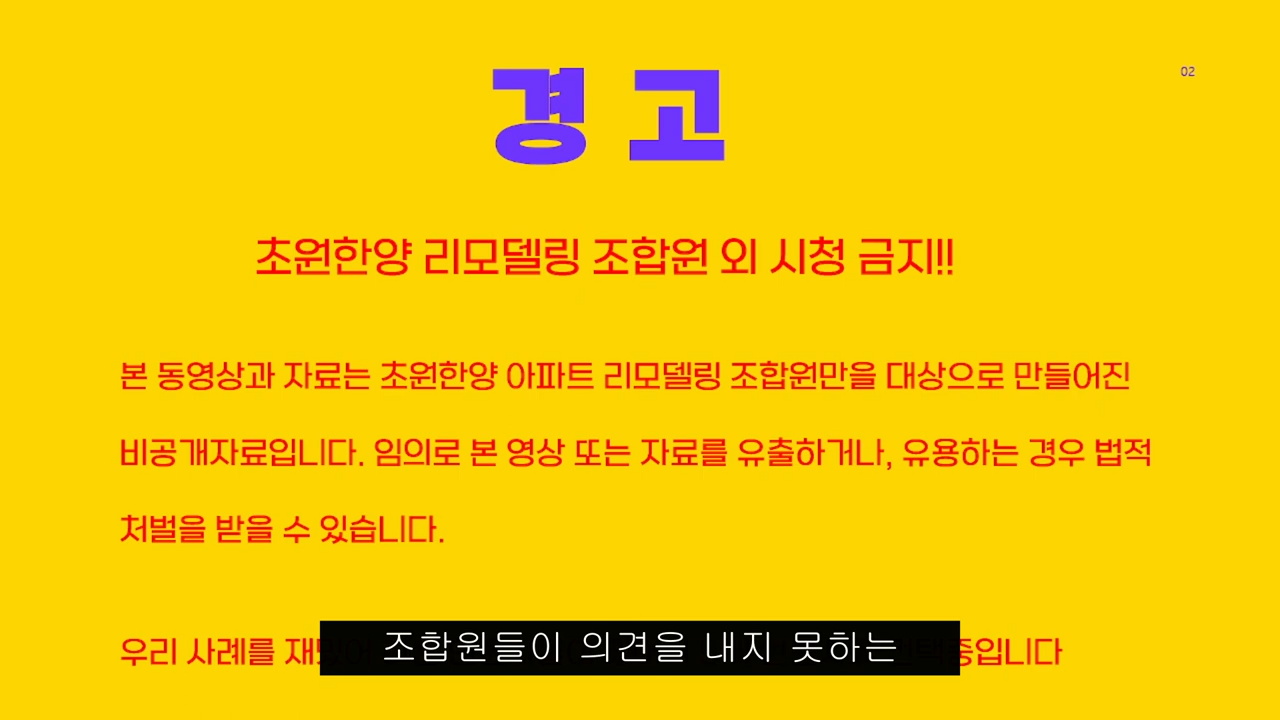 02
경 고
초원한양 리모델링 조합원 외 시청 금지!!
본 동영상과 자료는 초원한양 아파트 리모델링 조합원만을 대상으로 만들어진
비공개자료입니다. 임의로 본 영상 또는 자료를 유출하거나, 유용하는 경우 법적
처벌을 받을 수 있습니다.
우리 사례를
조합원들이 의견을 내지 못하는